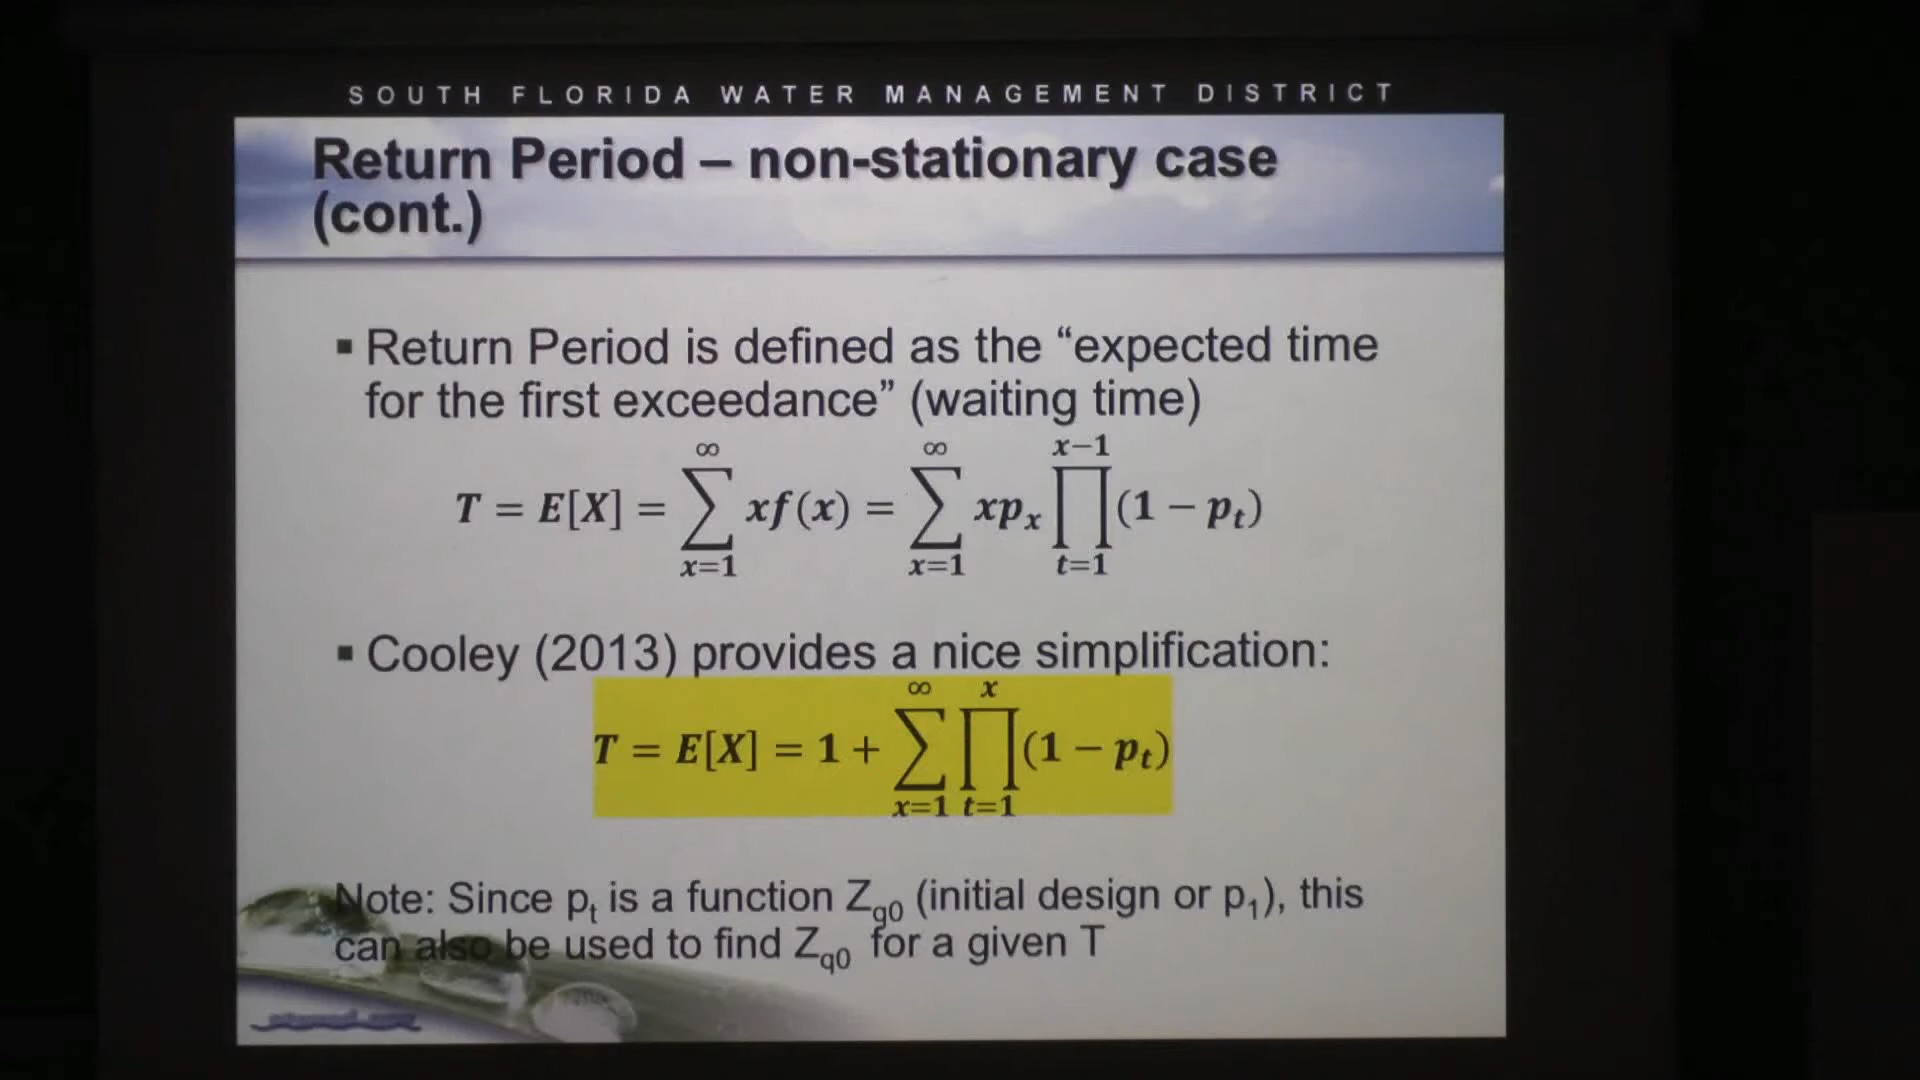 SOUTH FLORIDA WATER MANAGEMENT DISTRICT
Return Period – non-stationary case
(cont.)
▪ Return Period is defined as the “expected time
for the first exceedance” (waiting time)
T = E[X] = ∑_{x=1}^{∞} xf(x) = ∑_{x=1}^{∞} xp_x ∏_{t=1}^{x−1} (1 − p_t)
▪ Cooley (2013) provides a nice simplification:
T = E[X] = 1 + ∑_{x=1}^{∞} ∏_{t=1}^{x} (1 − p_t)
Note: Since p_t is a function Z_{q0} (initial design or p_1), this
can also be used to find Z_{q0} for a given T